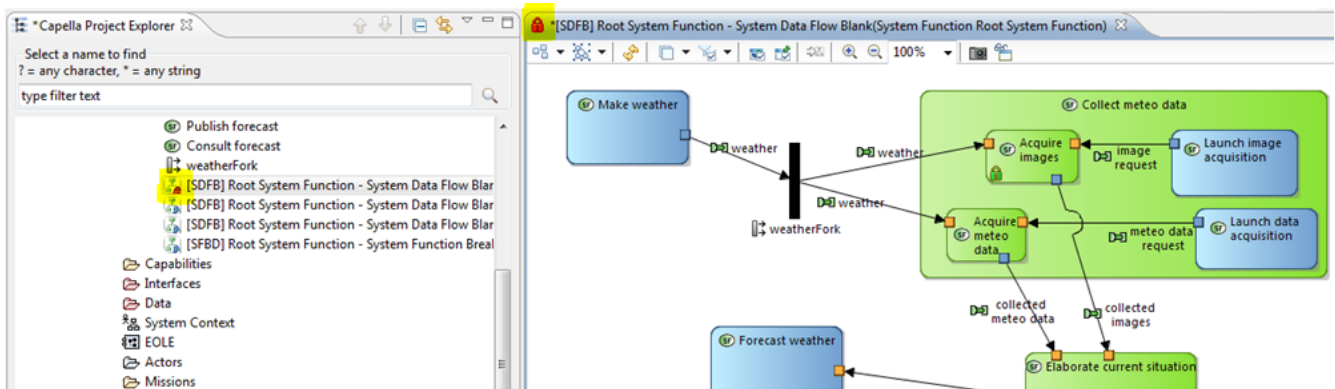 *Capella Project Explorer
Select a name to find
? = any character, * = any string
type filter text
Publish forecast
Consult forecast
weatherFork
[SDFB] Root System Function - System Data Flow Blar
[SDFB] Root System Function - System Data Flow Blar
[SDFB] Root System Function - System Data Flow Blar
[SFBD] Root System Function - System Function Breal
Capabilities
Interfaces
Data
System Context
EOLE
Actors
Missions
*[SDFB] Root System Function - System Data Flow Blank(System Function Root System Function)
100%
Make weather
weather
weather
weather
weatherFork
Collect meteo data
Acquire
images
image
request
Launch image
acquisition
Acquire
meteo
data
meteo data
request
Launch data
acquisition
collected
meteo data
collected
images
Forecast weather
Elaborate current situation